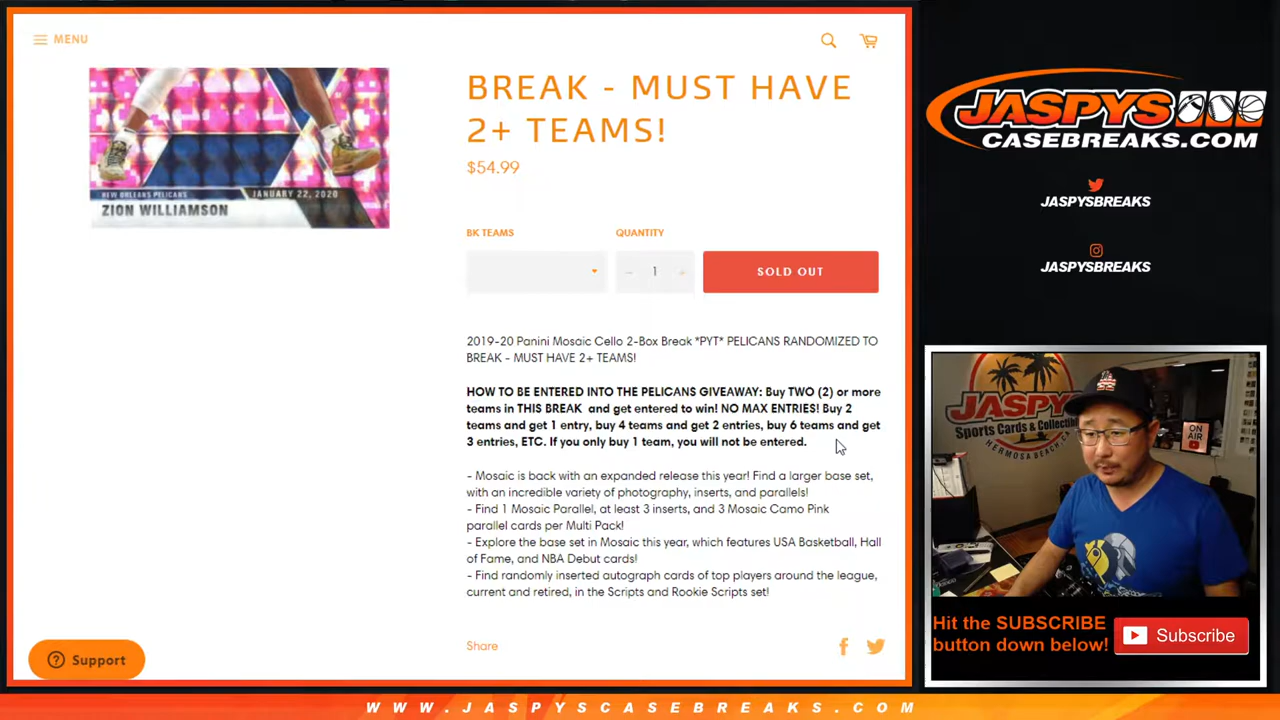 MENU
BREAK - MUST HAVE
2+ TEAMS!
$54.99
NEW ORLEANS PELICANS
JANUARY 22, 2020
ZION WILLIAMSON
BK TEAMS
QUANTITY
− 1 +
SOLD OUT
2019-20 Panini Mosaic Cello 2-Box Break *PYT* PELICANS RANDOMIZED TO
BREAK - MUST HAVE 2+ TEAMS!
HOW TO BE ENTERED INTO THE PELICANS GIVEAWAY: Buy TWO (2) or more
teams in THIS BREAK and get entered to win! NO MAX ENTRIES! Buy 2
teams and get 1 entry, buy 4 teams and get 2 entries, buy 6 teams and get
3 entries, ETC. If you only buy 1 team, you will not be entered.
- Mosaic is back with an expanded release this year! Find a larger base set,
with an incredible variety of photography, inserts, and parallels!
- Find 1 Mosaic Parallel, at least 3 inserts, and 3 Mosaic Camo Pink
parallel cards per Multi Pack!
- Explore the base set in Mosaic this year, which features USA Basketball, Hall
of Fame, and NBA Debut cards!
- Find randomly inserted autograph cards of top players around the league,
current and retired, in the Scripts and Rookie Scripts set!
Share
Support
JASPYS
CASEBREAKS.COM
JASPYSBREAKS
JASPYSBREAKS
Jaspy's
Sports Cards & Collectibl
HERMOSA BEACH, C
ON
AIR
Hit the SUBSCRIBE
button down below!
Subscribe
WWW.JASPYSCASEBREAKS.COM